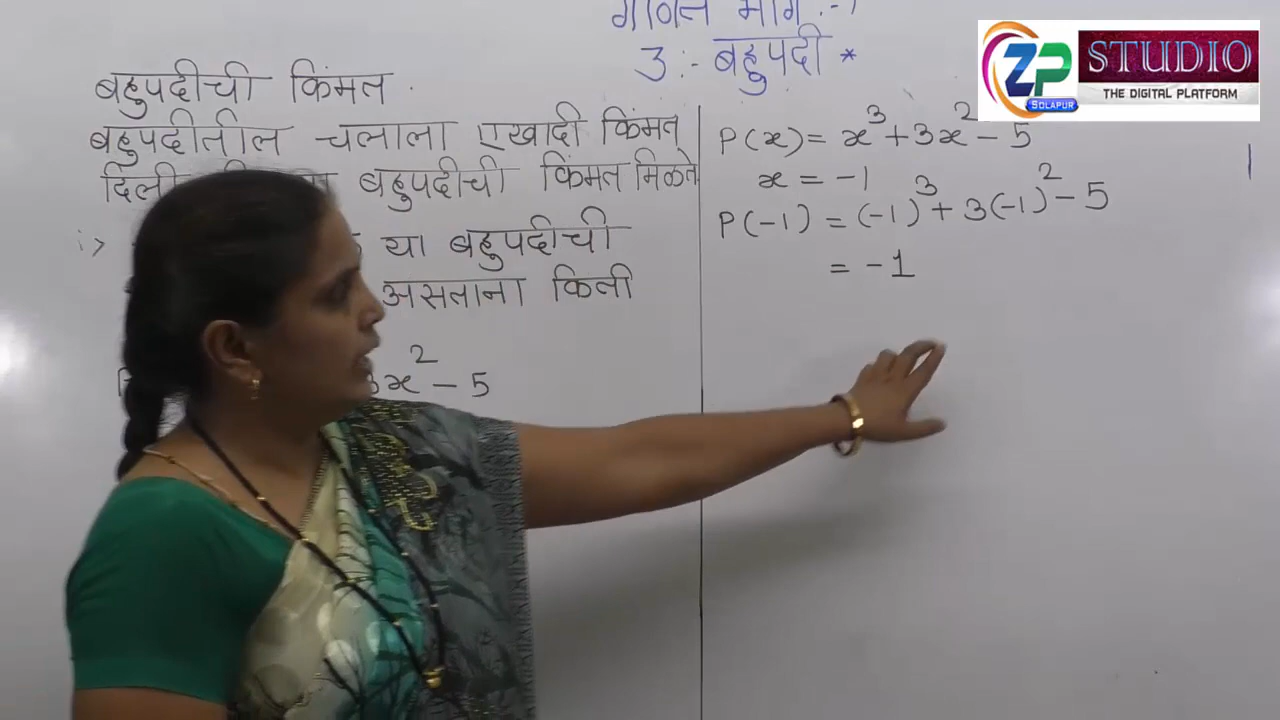 गणित भाग :-1
3 :- बहुपदी *
ZP STUDIO
THE DIGITAL PLATFORM
SOLAPUR
बहुपदीची किंमत
बहुपदीतील चलाला एखादी किंमत
बहुपदीची किंमत मिळते
i>
या बहुपदीची
असताना किती
3x² - 5
P(x) = x³ + 3x² - 5
x = -1
P(-1) = (-1)³ + 3(-1)² - 5
= -1